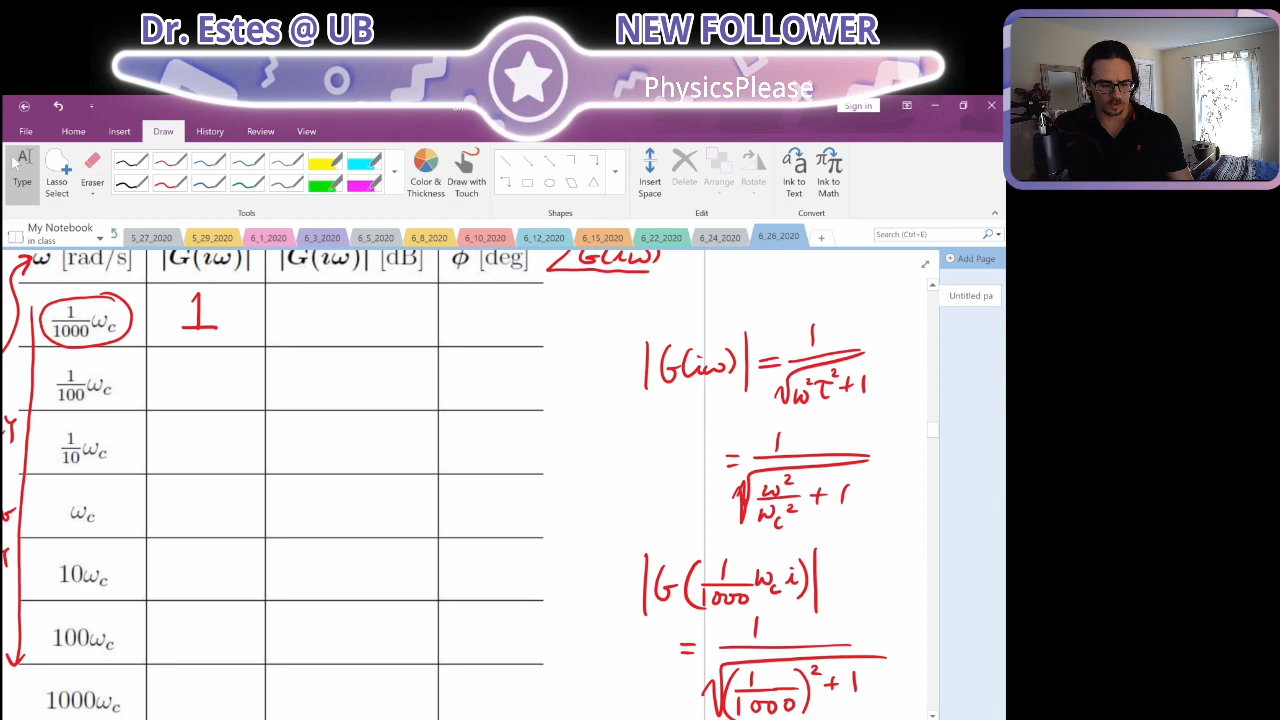 Dr. Estes @ UB
NEW FOLLOWER
PhysicsPlease
Sign in
File Home Insert Draw History Review View
Type
Lasso Select
Eraser
Color & Thickness
Draw with Touch
Insert Space
Delete
Arrange
Rotate
Ink to Text
Ink to Math
Tools
Shapes
Edit
Convert
My Notebook
in class
5
5_27_2020 5_29_2020 6_1_2020 6_3_2020 6_5_2020 6_8_2020 6_10_2020 6_12_2020 6_15_2020 6_22_2020 6_24_2020 6_26_2020
Search (Ctrl+E)
Add Page
Untitled pa
ω [rad/s] |G(iω)| |G(iω)| [dB] ϕ [deg] ∠G(iω)
1/1000 ω_c 1
1/100 ω_c
1/10 ω_c
ω_c
10ω_c
100ω_c
1000ω_c
|G(iω)| = 1/√(ω²τ²+1)
= 1/√(ω²/ω_c² + 1)
|G(1/1000 ω_c i)|
= 1/√((1/1000)² + 1)